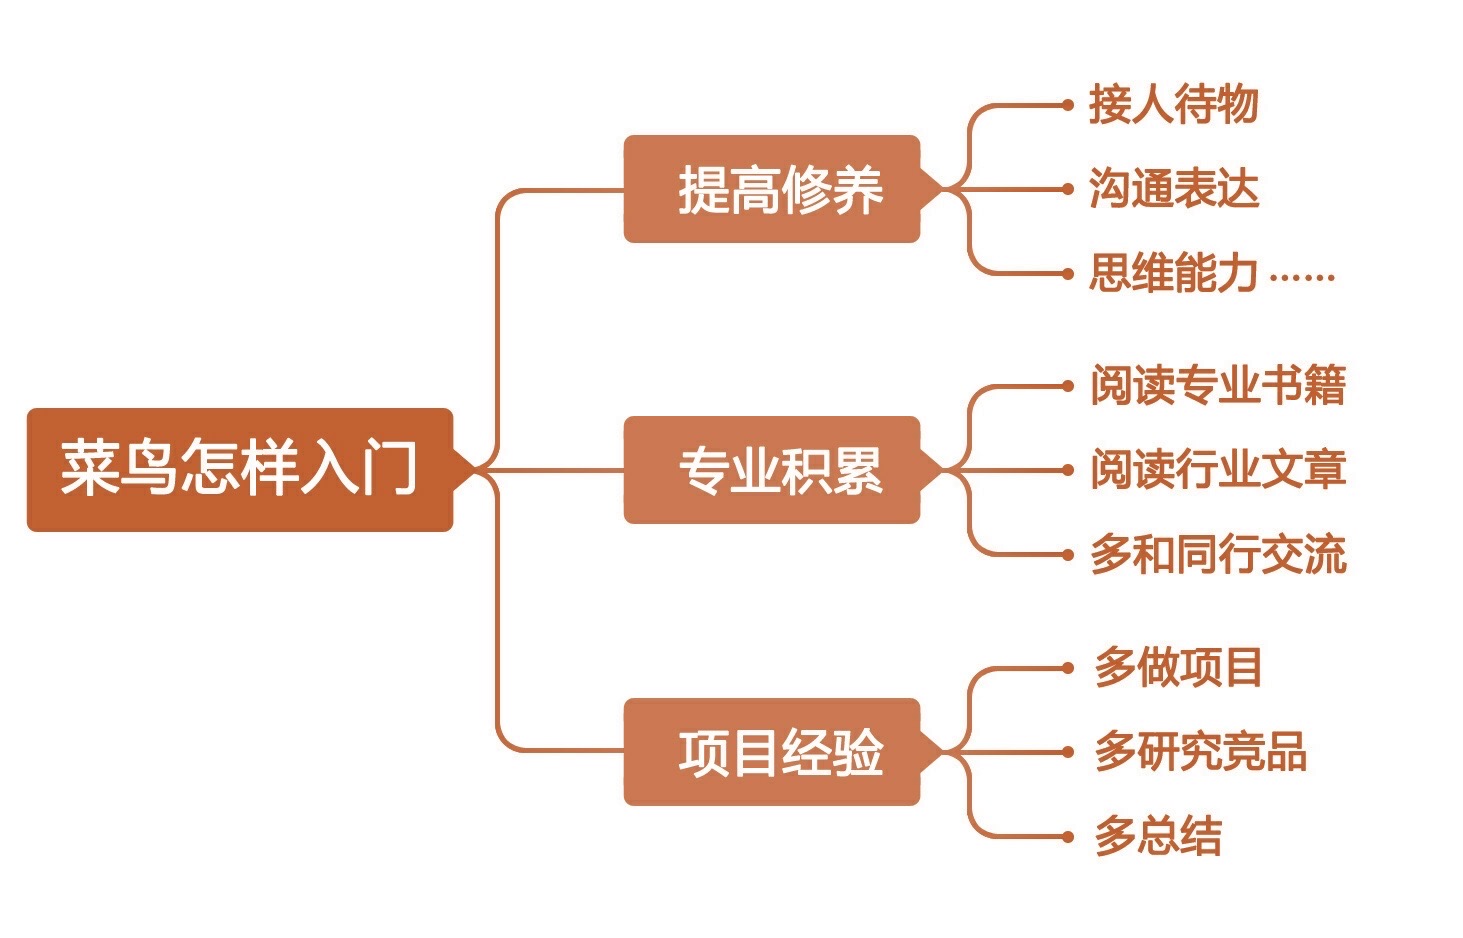 菜鸟怎样入门
提高修养
接人待物
沟通表达
思维能力 ······
专业积累
阅读专业书籍
阅读行业文章
多和同行交流
项目经验
多做项目
多研究竞品
多总结